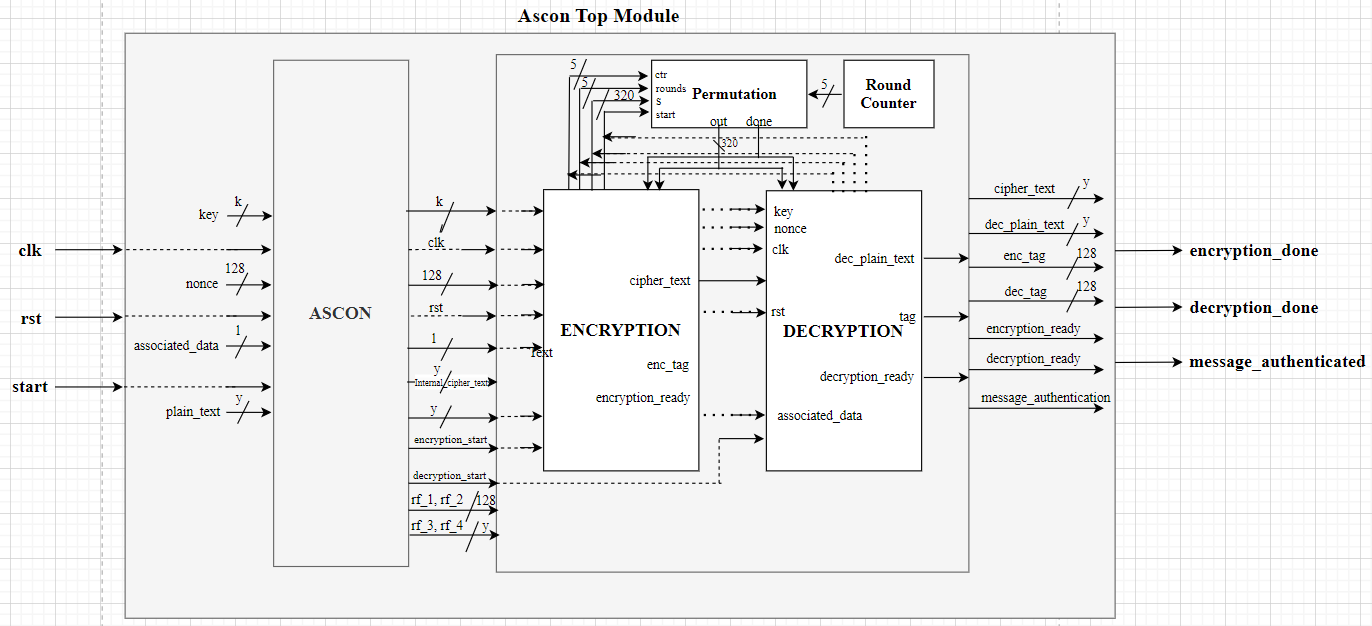 Ascon Top Module
5
5
320
ctr
rounds
S
start
Permutation
out done
5
Round
Counter
320
key k
clk
128
nonce
rst
1
associated_data
start
y
plain_text
ASCON
k
clk
128
rst
1
y
Internal_cipher_text
y
encryption_start
decryption_start
rf_1, rf_2 128
rf_3, rf_4 y
cipher_text
ENCRYPTION
enc_tag
encryption_ready
key
nonce
clk
dec_plain_text
rst
tag
DECRYPTION
decryption_ready
associated_data
cipher_text y
dec_plain_text y
enc_tag 128
dec_tag 128
encryption_ready
decryption_ready
message_authentication
encryption_done
decryption_done
message_authenticated